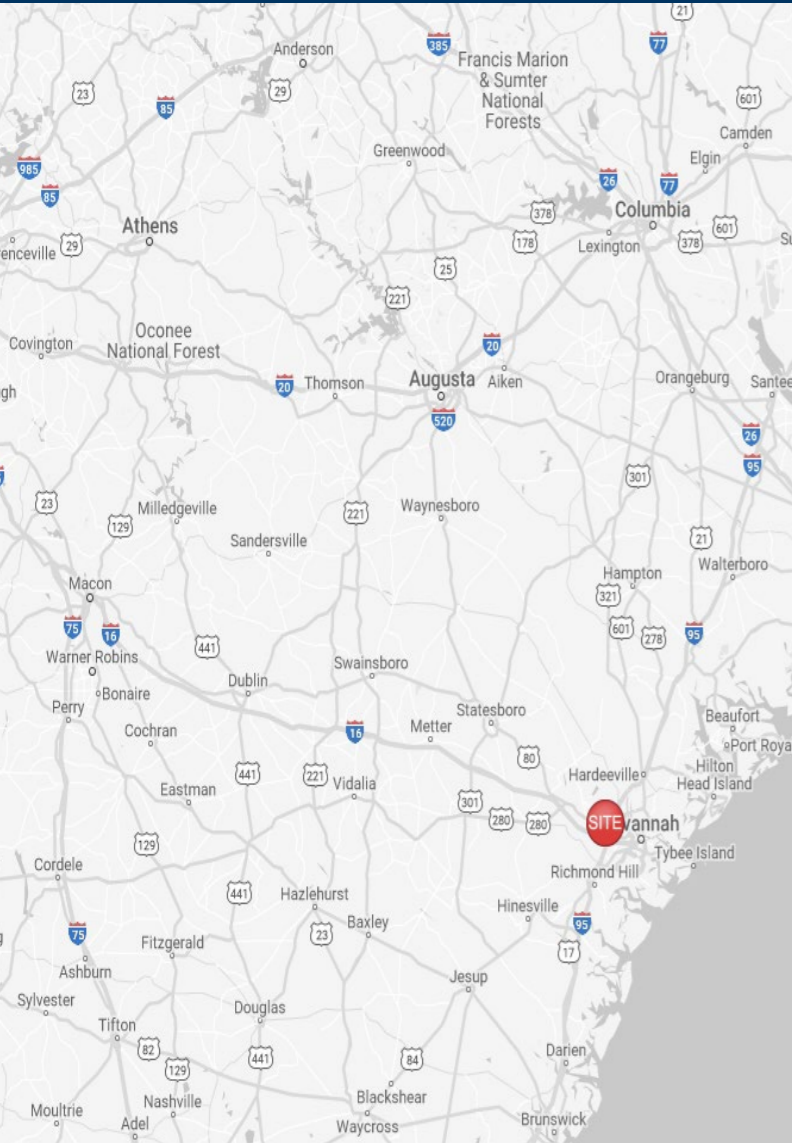 21
Anderson
385
77
Francis Marion
& Sumter
National
Forests
23
29
85
601
Camden
Greenwood
Elgin
985
85
26
77
Columbia
378
Athens
601
178
378
Lexington
29
enceville
25
221
Oconee
National Forest
Covington
20
Augusta
Aiken
Orangeburg
20
Thomson
Santee
gh
520
26
95
301
23
Milledgeville
Waynesboro
129
221
Sandersville
21
Walterboro
Hampton
Macon
321
75
16
601
278
95
441
Warner Robins
Swainsboro
Dublin
Bonaire
Perry
Statesboro
Beaufort
Cochran
16
Metter
Port Roya
80
Hilton
Head Island
Hardeeville
441
221
Vidalia
Eastman
301
280
280
SITE
vannah
129
Tybee Island
Cordele
Richmond Hill
441
Hazlehurst
Hinesville
Baxley
95
75
23
Fitzgerald
17
Ashburn
Jesup
Sylvester
Douglas
Tifton
82
441
84
Darien
129
Nashville
Blackshear
Moultrie
Adel
Waycross
Brunswick